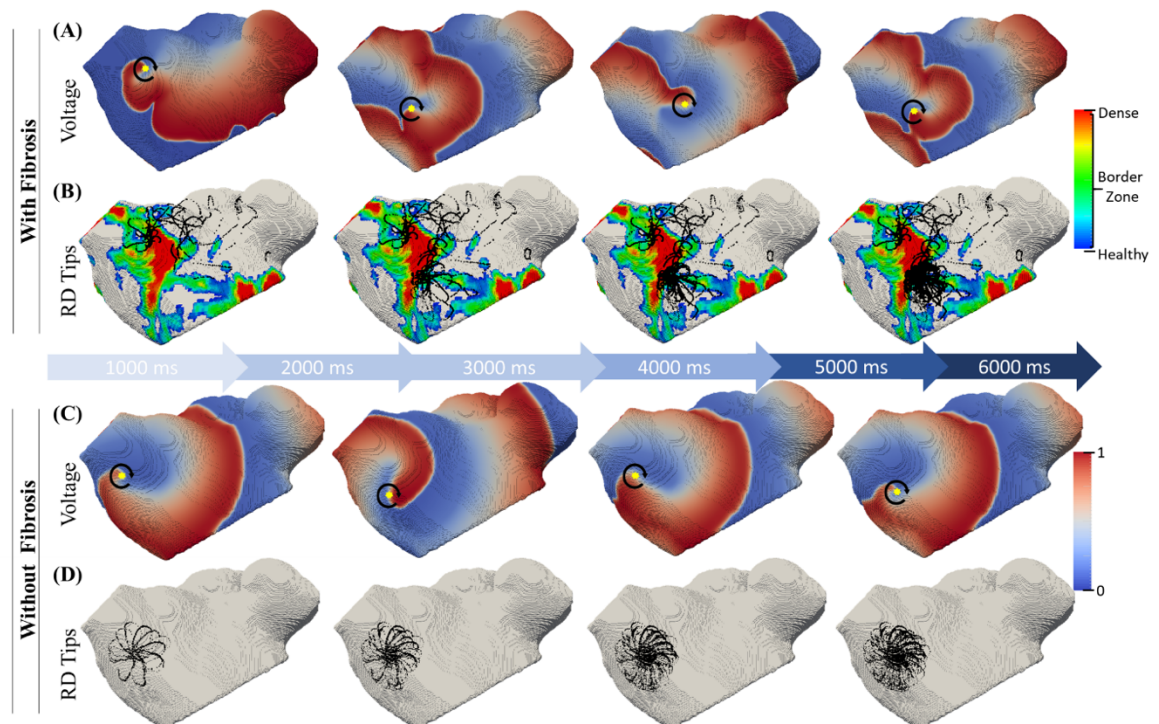 (A)
With Fibrosis
Voltage
Dense
Border
Zone
Healthy
(B)
RD Tips
1000 ms
2000 ms
3000 ms
4000 ms
5000 ms
6000 ms
(C)
Without Fibrosis
Voltage
1
0
(D)
RD Tips